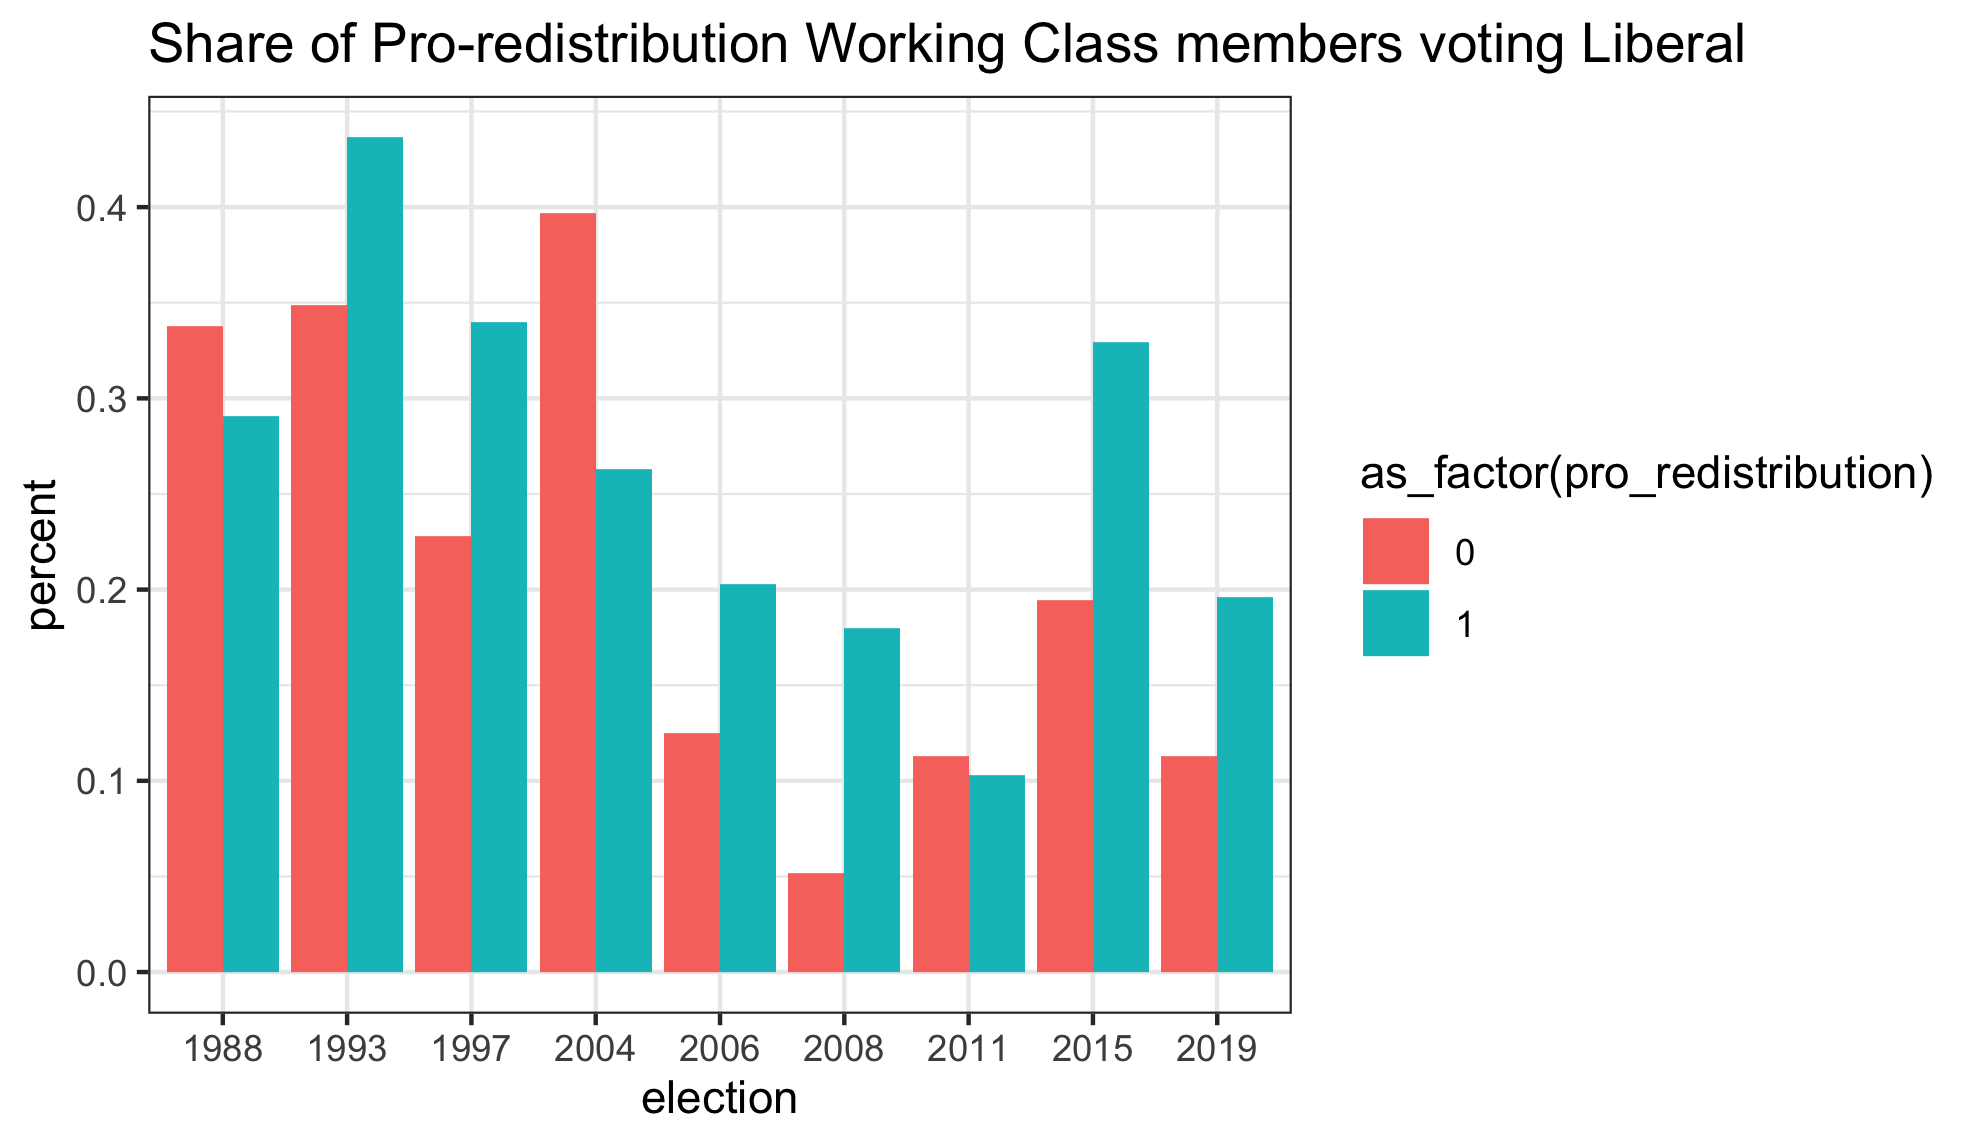 Share of Pro-redistribution Working Class members voting Liberal
percent
0.4
0.3
0.2
0.1
0.0
1988 1993 1997 2004 2006 2008 2011 2015 2019
election
as_factor(pro_redistribution)
0
1